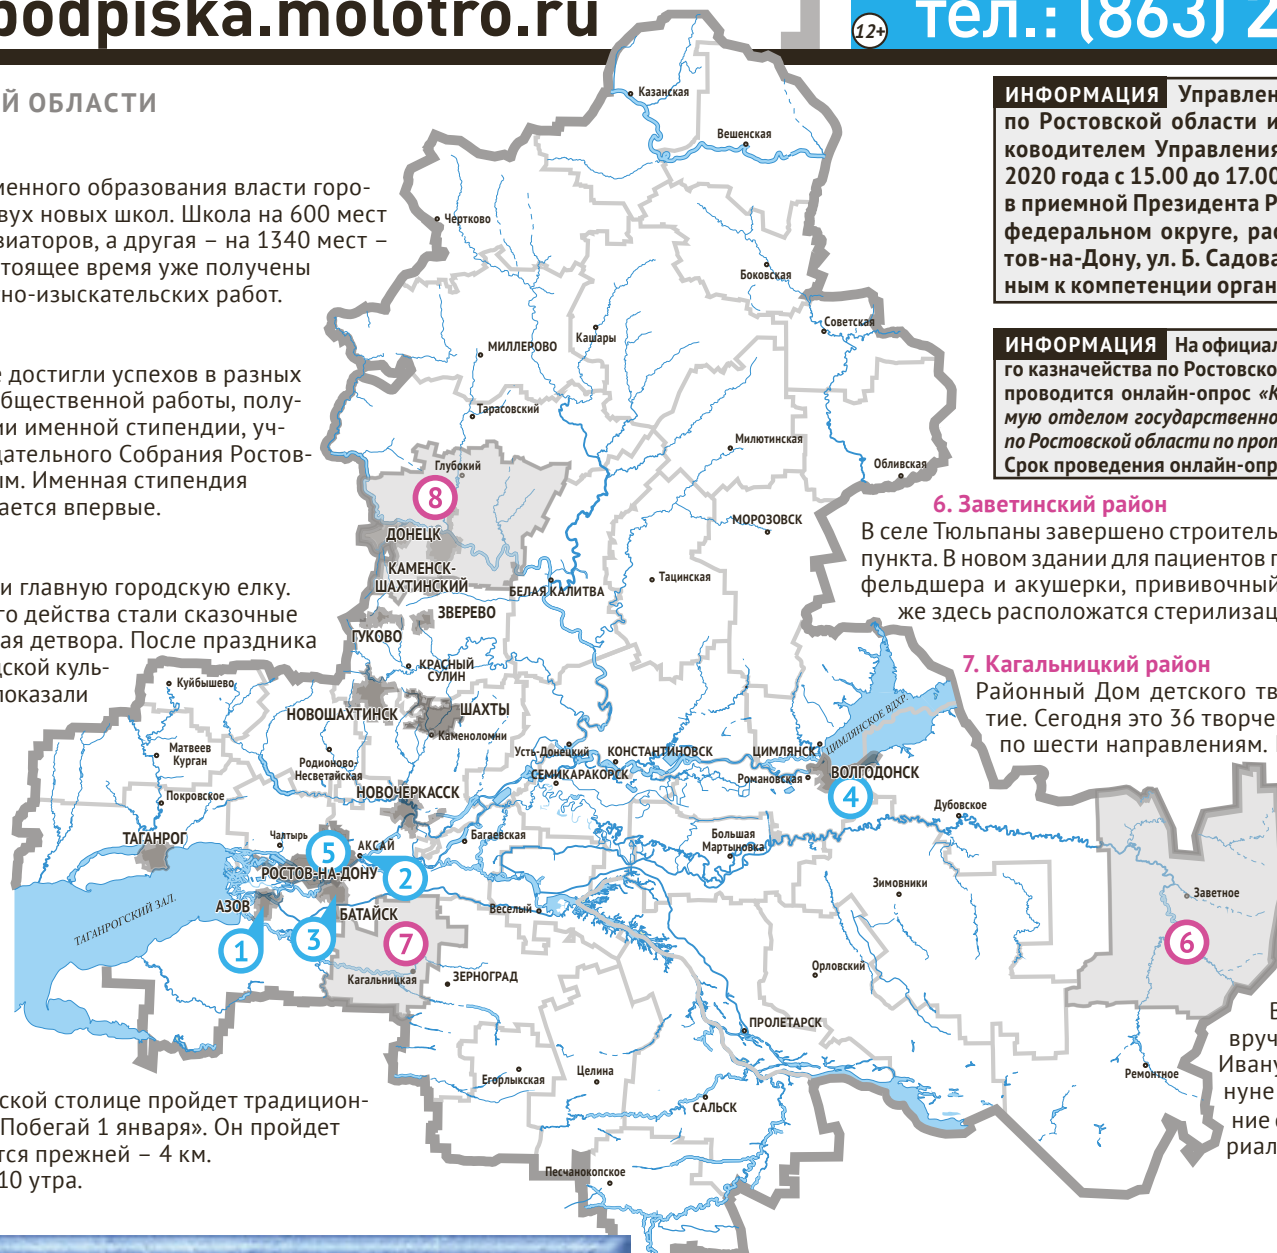 podpiska.molotro.ru
12+
тел.: (863) 2
Й ОБЛАСТИ
менного образования власти горо-
вух новых школ. Школа на 600 мест
виаторов, а другая – на 1340 мест –
стоящее время уже получены
но-изыскательских работ.
е достигли успехов в разных
общественной работы, полу-
ии именной стипендии, уч-
дательного Собрания Ростов-
ым. Именная стипендия
ается впервые.
и главную городскую елку.
го действа стали сказочные
ая детвора. После праздника
дской куль-
показали
ской столице пройдет традицион-
Побегай 1 января». Он пройдет
тся прежней – 4 км.
10 утра.
ИНФОРМАЦИЯ Управлен
по Ростовской области и
ководителем Управления
2020 года с 15.00 до 17.00
в приемной Президента Р
федеральном округе, рас
тов-на-Дону, ул. Б. Садова
ным к компетенции орган
ИНФОРМАЦИЯ На официал
го казначейства по Ростовско
проводится онлайн-опрос «К
мую отделом государственно
по Ростовской области по проп
Срок проведения онлайн-опр
6. Заветинский район
В селе Тюльпаны завершено строитель
пункта. В новом здании для пациентов п
фельдшера и акушерки, прививочный
же здесь расположатся стерилизац
7. Кагальницкий район
Районный Дом детского тв
тие. Сегодня это 36 творче
по шести направлениям.
В
вруч
Ивану
нуне
ние
риал
Казанская
Вешенская
Чертково
Боковская
Советская
Кашары
МИЛЛЕРОВО
Тарасовский
Милютинская
Обливская
Глубокий
8
МОРОЗОВСК
ДОНЕЦК
КАМЕНСК-
ШАХТИНСКИЙ
БЕЛАЯ КАЛИТВА
Тацинская
ЗВЕРЕВО
ГУКОВО
КРАСНЫЙ
СУЛИН
Куйбышево
НОВОШАХТИНСК
ШАХТЫ
Каменоломни
ЦИМЛЯНСКОЕ ВДХР.
Матвеев
Курган
Родионово-
Несветайская
Усть-Донецкий
КОНСТАНТИНОВСК
ЦИМЛЯНСК
СЕМИКАРАКОРСК
Романовская
ВОЛГОДОНСК
4
Покровское
НОВОЧЕРКАССК
Дубовское
ТАГАНРОГ
Чалтырь
5
АКСАЙ
Багаевская
Большая
Мартыновка
РОСТОВ-НА-ДОНУ
2
Зимовники
Заветное
АЗОВ
БАТАЙСК
Веселый
ТАГАНРОГСКИЙ ЗАЛ.
1
3
7
6
Кагальницкая
ЗЕРНОГРАД
Орловский
ПРОЛЕТАРСК
Егорлыкская
Целина
Ремонтное
САЛЬСК
Песчанокопское